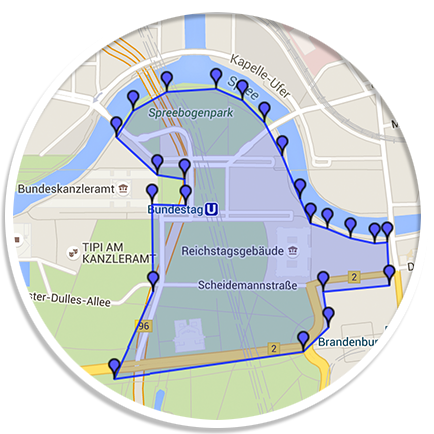 Kapelle-Ufer
Spree
Spreebogenpark
M
Bundeskanzleramt
Bundestag U
TIPI AM
KANZLERAMT
Reichstagsgebäude
D
Scheidemannstraße
2
ster-Dulles-Allee
96
2
Brandenbu